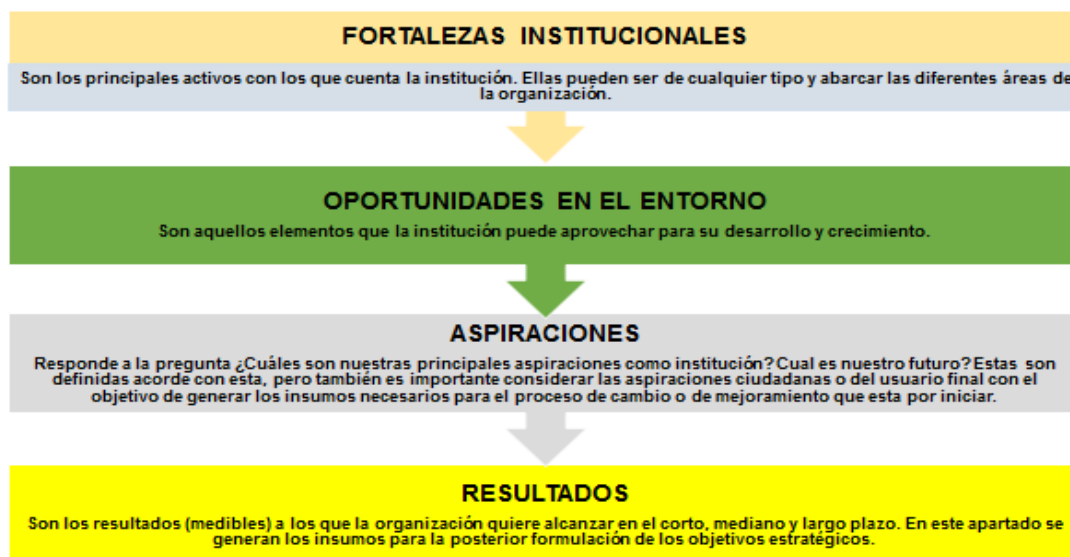 FORTALEZAS INSTITUCIONALES
Son los principales activos con los que cuenta la institución. Ellas pueden ser de cualquier tipo y abarcar las diferentes áreas de
la organización.
OPORTUNIDADES EN EL ENTORNO
Son aquellos elementos que la institución puede aprovechar para su desarrollo y crecimiento.
ASPIRACIONES
Responde a la pregunta ¿Cuáles son nuestras principales aspiraciones como institución? Cual es nuestro futuro? Estas son
definidas acorde con esta, pero también es importante considerar las aspiraciones ciudadanas o del usuario final con el
objetivo de generar los insumos necesarios para el proceso de cambio o de mejoramiento que esta por iniciar.
RESULTADOS
Son los resultados (medibles) a los que la organización quiere alcanzar en el corto, mediano y largo plazo. En este apartado se
generan los insumos para la posterior formulación de los objetivos estratégicos.